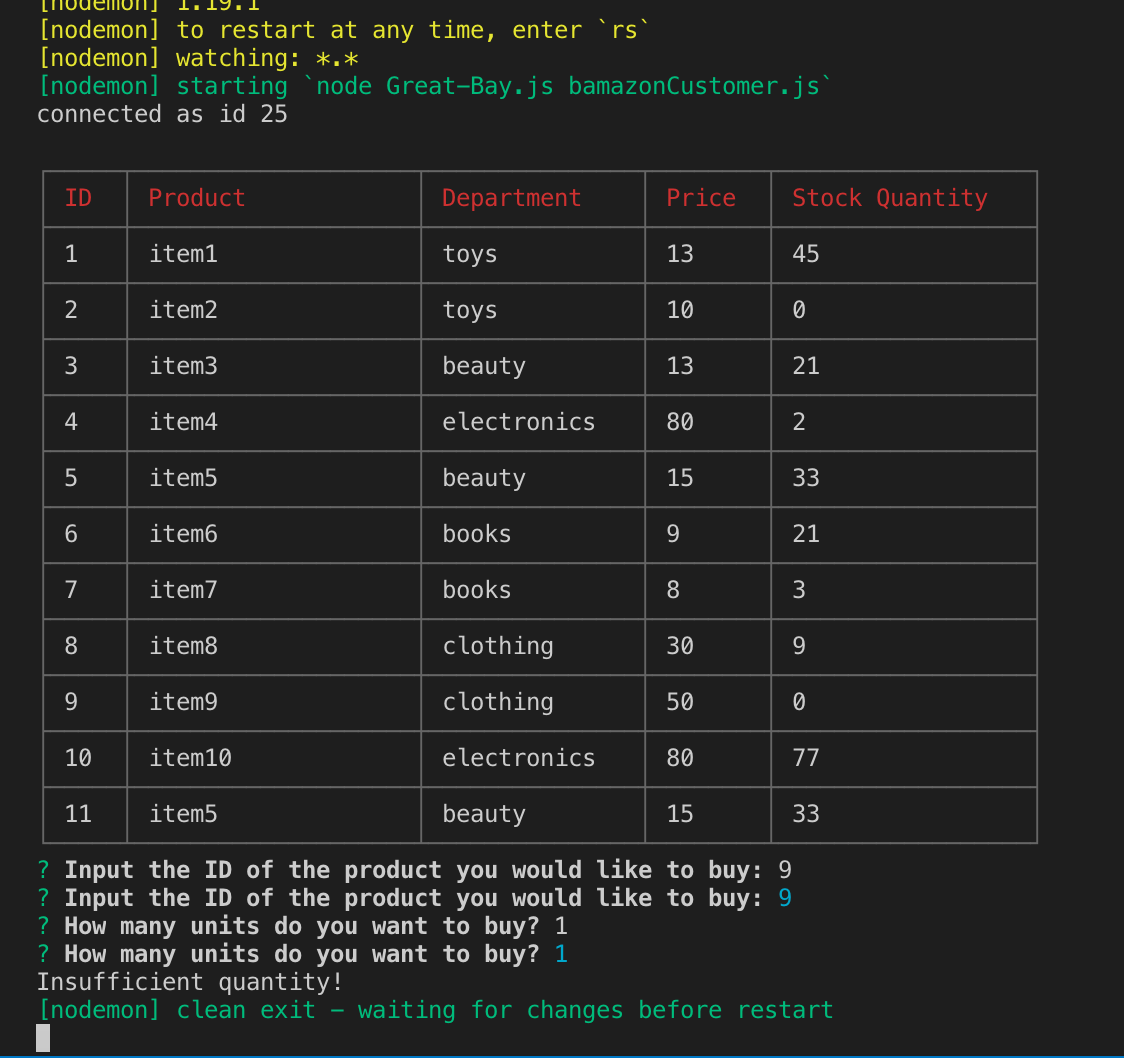 [nodemon] 1.19.1
[nodemon] to restart at any time, enter `rs`
[nodemon] watching: *.*
[nodemon] starting `node Great-Bay.js bamazonCustomer.js`
connected as id 25
ID Product Department Price Stock Quantity
1 item1 toys 13 45
2 item2 toys 10 0
3 item3 beauty 13 21
4 item4 electronics 80 2
5 item5 beauty 15 33
6 item6 books 9 21
7 item7 books 8 3
8 item8 clothing 30 9
9 item9 clothing 50 0
10 item10 electronics 80 77
11 item5 beauty 15 33
? Input the ID of the product you would like to buy: 9
? Input the ID of the product you would like to buy: 9
? How many units do you want to buy? 1
? How many units do you want to buy? 1
Insufficient quantity!
[nodemon] clean exit - waiting for changes before restart